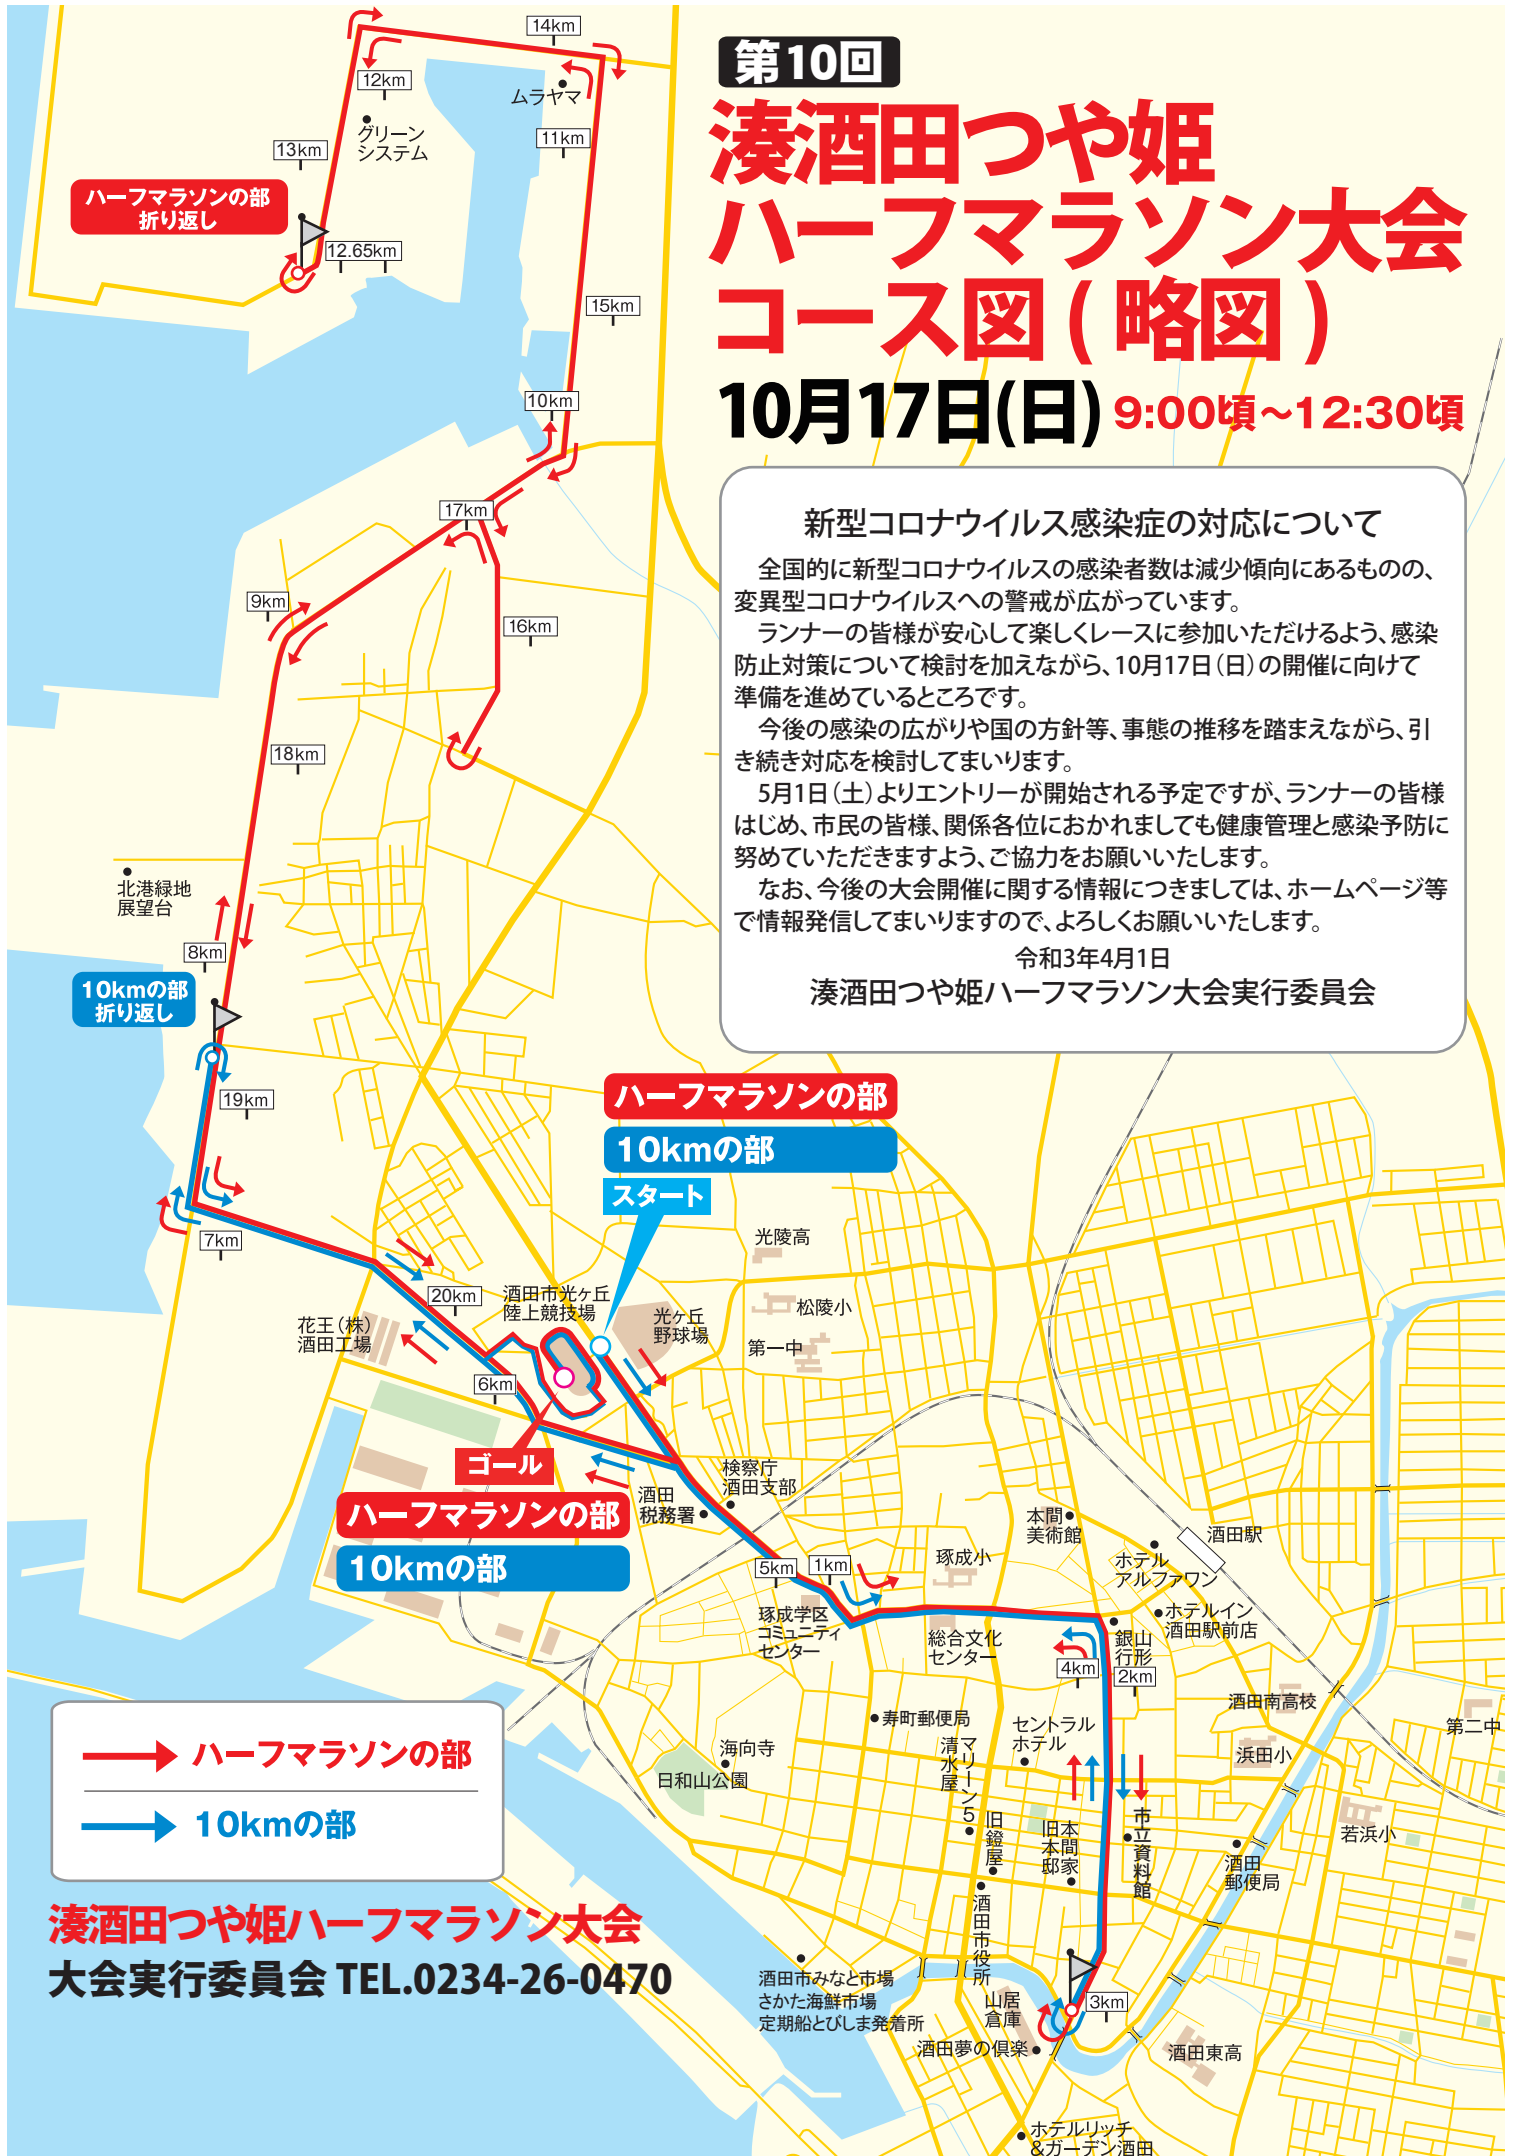 第10回
湊酒田つや姫
ハーフマラソン大会
コース図(略図)
10月17日(日) 9:00頃～12:30頃
新型コロナウイルス感染症の対応について
全国的に新型コロナウイルスの感染者数は減少傾向にあるものの、
変異型コロナウイルスへの警戒が広がっています。
ランナーの皆様が安心して楽しくレースに参加いただけるよう、感染
防止対策について検討を加えながら、10月17日(日)の開催に向けて
準備を進めているところです。
今後の感染の広がりや国の方針等、事態の推移を踏まえながら、引
き続き対応を検討してまいります。
5月1日(土)よりエントリーが開始される予定ですが、ランナーの皆様
はじめ、市民の皆様、関係各位におかれましても健康管理と感染予防に
努めていただきますよう、ご協力をお願いいたします。
なお、今後の大会開催に関する情報につきましては、ホームページ等
で情報発信してまいりますので、よろしくお願いいたします。
令和3年4月1日
湊酒田つや姫ハーフマラソン大会実行委員会
14km
12km
ムラヤマ
グリーン
システム
11km
13km
ハーフマラソンの部
折り返し
12.65km
15km
10km
17km
9km
16km
18km
北港緑地
展望台
8km
10kmの部
折り返し
19km
ハーフマラソンの部
10kmの部
スタート
7km
光陵高
20km
酒田市光ヶ丘
陸上競技場
光ヶ丘
野球場
松陵小
第一中
花王(株)
酒田工場
6km
ゴール
ハーフマラソンの部
10kmの部
検察庁
酒田支部
酒田
税務署
本間
美術館
酒田駅
5km
1km
琢成小
ホテル
アルファワン
琢成学区
コミュニティ
センター
総合文化
センター
ホテルイン
酒田駅前店
銀山
行形
4km
2km
酒田南高校
第二中
寿町郵便局
セントラル
ホテル
マリーン5
清水屋
浜田小
海向寺
日和山公園
旧鐙屋
本間家
旧本邸
市立資料館
若浜小
酒田
郵便局
酒田市役所
酒田市みなと市場
さかた海鮮市場
定期船とびしま発着所
山居
倉庫
3km
酒田夢の倶楽
酒田東高
ホテルリッチ
&ガーデン酒田
ハーフマラソンの部
10kmの部
湊酒田つや姫ハーフマラソン大会
大会実行委員会 TEL.0234-26-0470